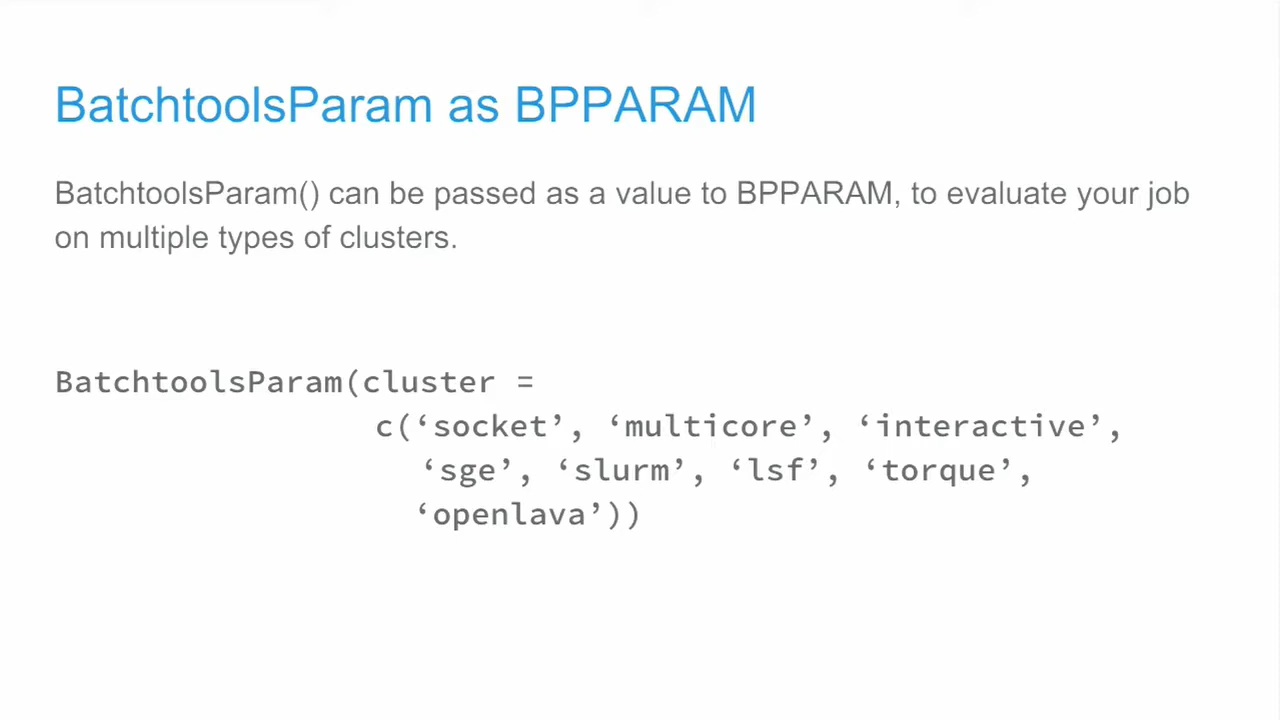 BatchtoolsParam as BPPARAM
BatchtoolsParam() can be passed as a value to BPPARAM, to evaluate your job
on multiple types of clusters.
BatchtoolsParam(cluster =
c(‘socket’, ‘multicore’, ‘interactive’,
‘sge’, ‘slurm’, ‘lsf’, ‘torque’,
‘openlava’))